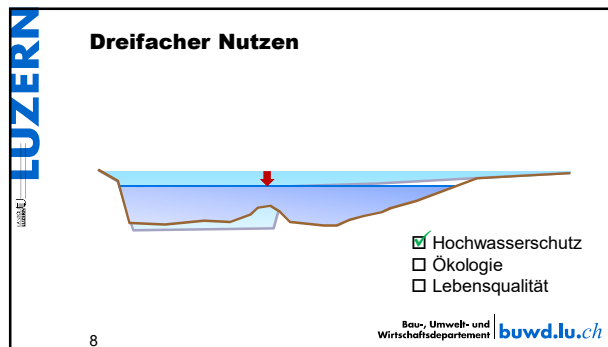 LUZERN
Dreifacher Nutzen
Hochwasserschutz
Ökologie
Lebensqualität
8
Bau-, Umwelt- und
Wirtschaftsdepartement
buwd.lu.ch